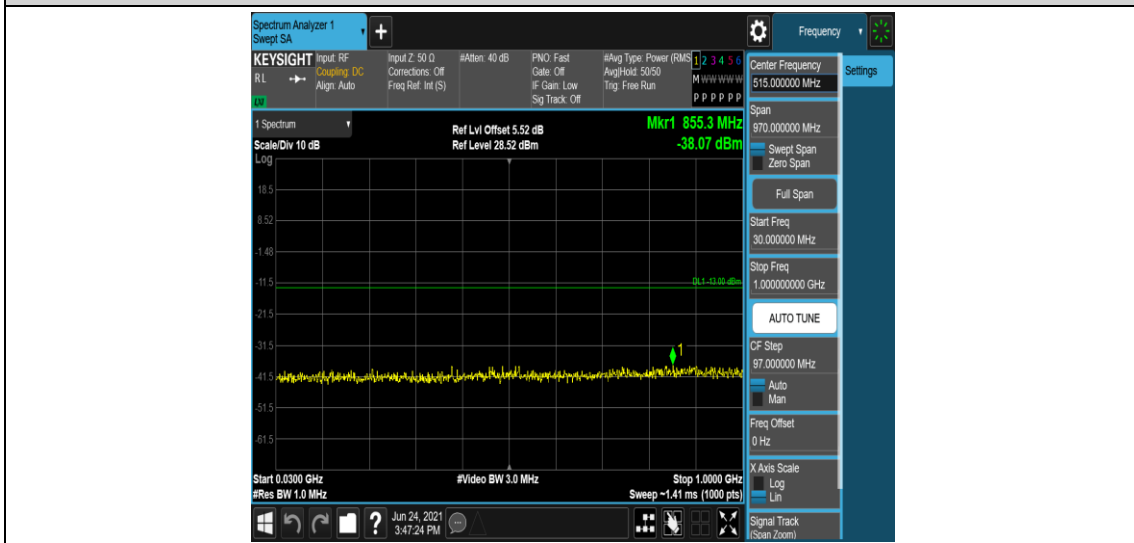 Spectrum Analyzer 1
Swept SA
Frequency
KEYSIGHT
RL
Input: RF
Coupling: DC
Align: Auto
Input Z: 50 Ω
Corrections: Off
Freq Ref: Int (S)
#Atten: 40 dB
PNO: Fast
Gate: Off
IF Gain: Low
Sig Track: Off
#Avg Type: Power (RMS
Avg|Hold: 50/50
Trig: Free Run
1 2 3 4 5 6
M W W W W W
P P P P P P
Center Frequency
515.000000 MHz
Settings
Span
970.000000 MHz
Swept Span
Zero Span
Full Span
Start Freq
30.000000 MHz
Stop Freq
1.000000000 GHz
AUTO TUNE
CF Step
97.000000 MHz
Auto
Man
Freq Offset
0 Hz
X Axis Scale
Log
Lin
Signal Track
(Span Zoom)
1 Spectrum
Scale/Div 10 dB
Log
Ref Lvl Offset 5.52 dB
Ref Level 28.52 dBm
Mkr1 855.3 MHz
-38.07 dBm
18.5
8.52
-1.48
-11.5
DL1 -13.00 dBm
-21.5
-31.5
1
-41.5
-51.5
-61.5
Start 0.0300 GHz
#Res BW 1.0 MHz
#Video BW 3.0 MHz
Stop 1.0000 GHz
Sweep ~1.41 ms (1000 pts)
?
Jun 24, 2021
3:47:24 PM